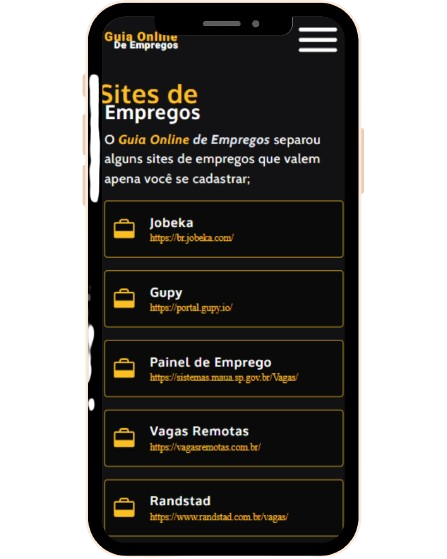 Guia Online
De Empregos
Sites de
Empregos
O Guia Online de Empregos separou
alguns sites de empregos que valem
apena você se cadastrar;
Jobeka
https://br.jobeka.com/
Gupy
https://portal.gupy.io/
Painel de Emprego
https://sistemas.maua.sp.gov.br/Vagas/
Vagas Remotas
https://vagasremotas.com.br/
Randstad
https://www.randstad.com.br/vagas/